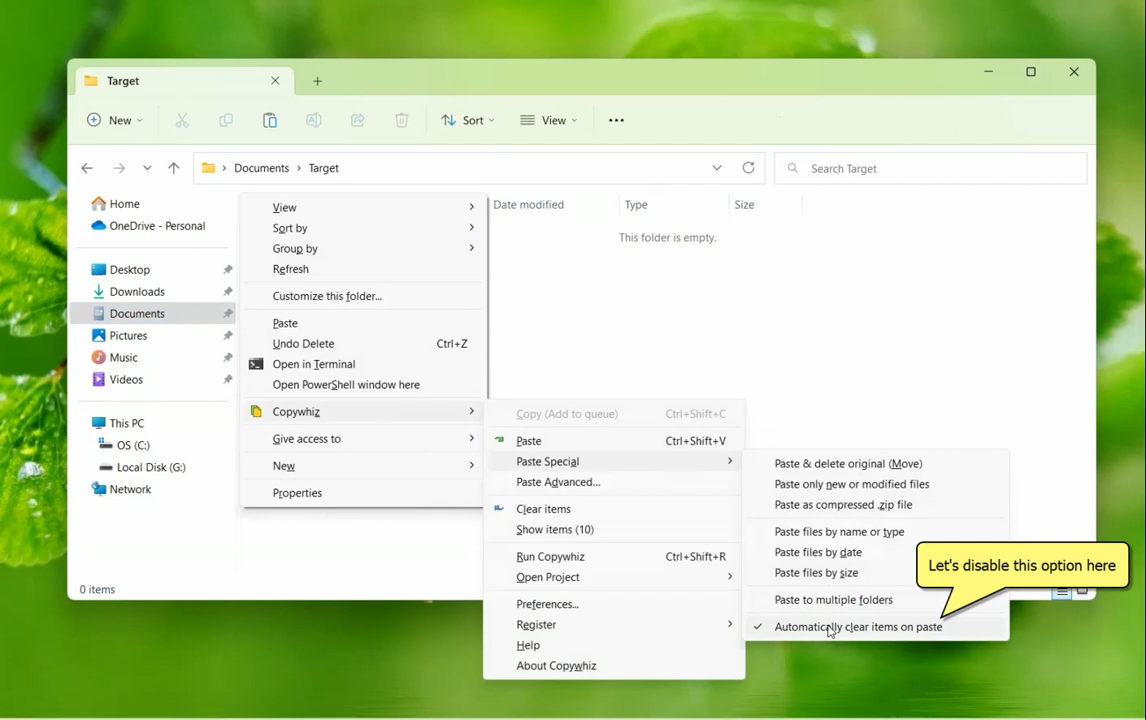 Target
New
Sort
View
Documents
Target
Search Target
Home
OneDrive - Personal
Desktop
Downloads
Documents
Pictures
Music
Videos
This PC
OS (C:)
Local Disk (G:)
Network
0 items
Date modified
Type
Size
This folder is empty.
View
Sort by
Group by
Refresh
Customize this folder...
Paste
Undo Delete Ctrl+Z
Open in Terminal
Open PowerShell window here
Copywhiz
Give access to
New
Properties
Copy (Add to queue) Ctrl+Shift+C
Paste Ctrl+Shift+V
Paste Special
Paste Advanced...
Clear items
Show items (10)
Run Copywhiz Ctrl+Shift+R
Open Project
Preferences...
Register
Help
About Copywhiz
Paste & delete original (Move)
Paste only new or modified files
Paste as compressed .zip file
Paste files by name or type
Paste files by date
Paste files by size
Paste to multiple folders
Automatically clear items on paste
Let's disable this option here